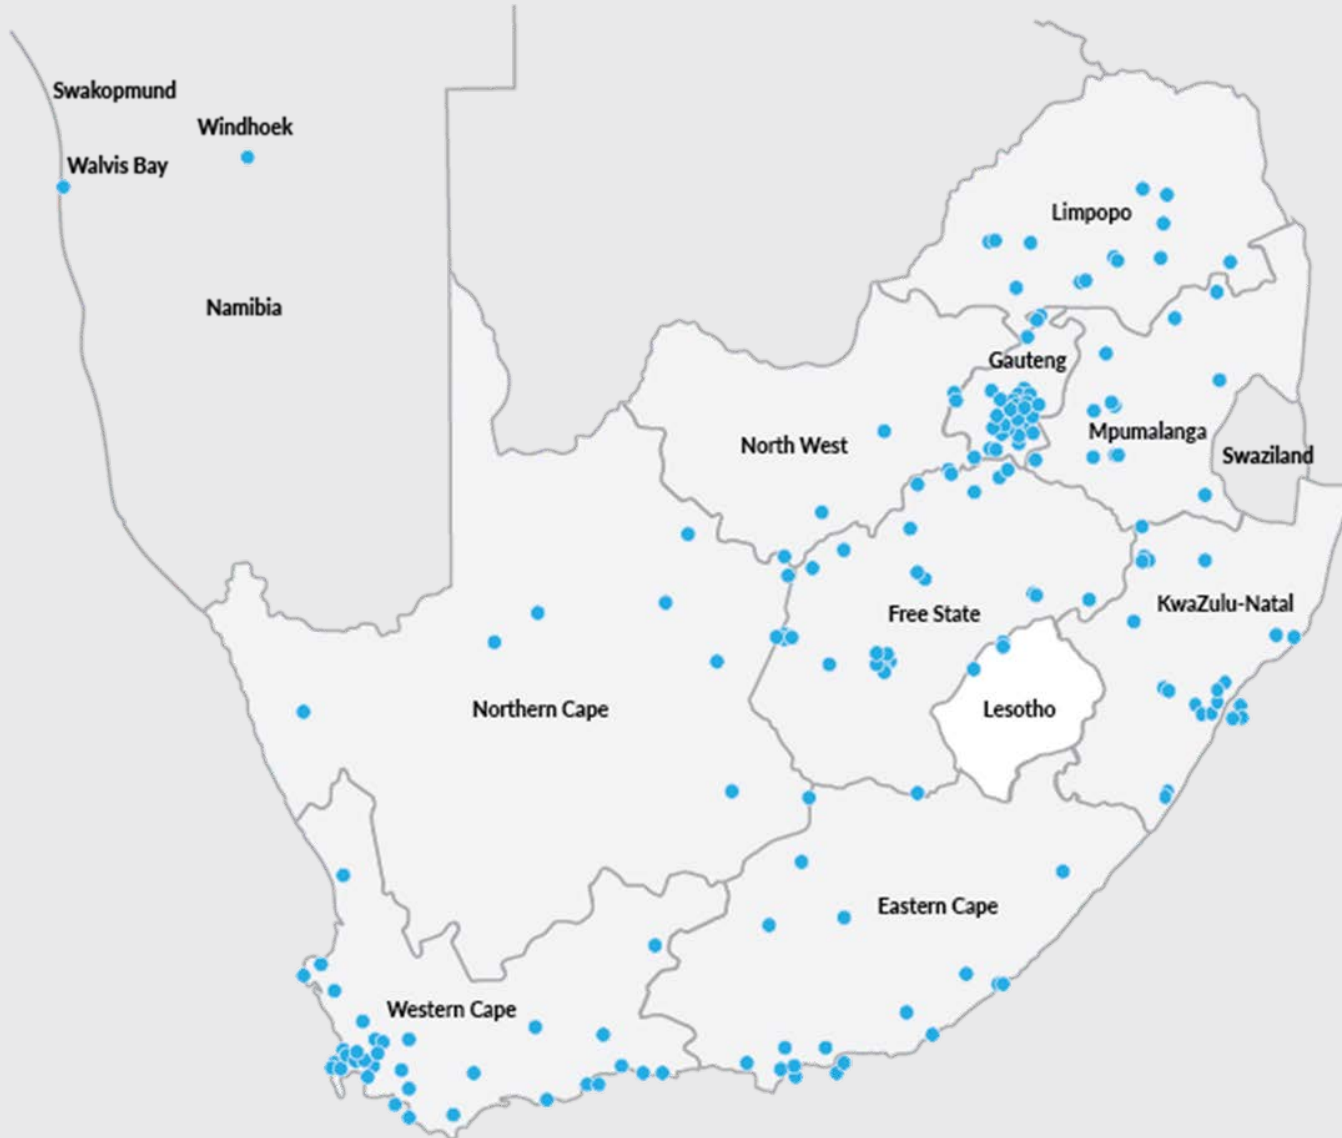 Swakopmund
Windhoek
Walvis Bay
Limpopo
Namibia
Gauteng
North West
Mpumalanga
Swaziland
Free State
KwaZulu-Natal
Northern Cape
Lesotho
Eastern Cape
Western Cape